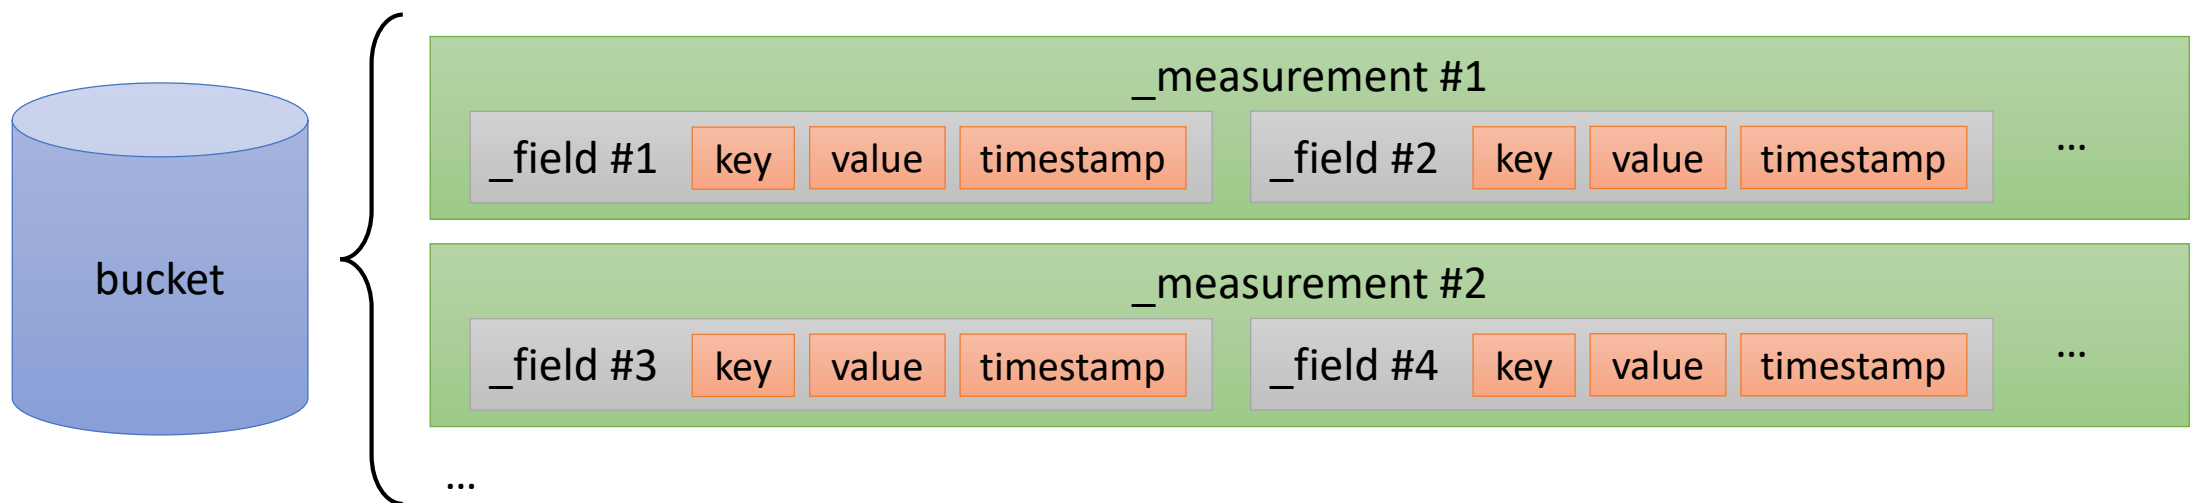 _measurement #1
_field #1 key value timestamp _field #2 key value timestamp ...
bucket
_measurement #2
_field #3 key value timestamp _field #4 key value timestamp ...
...